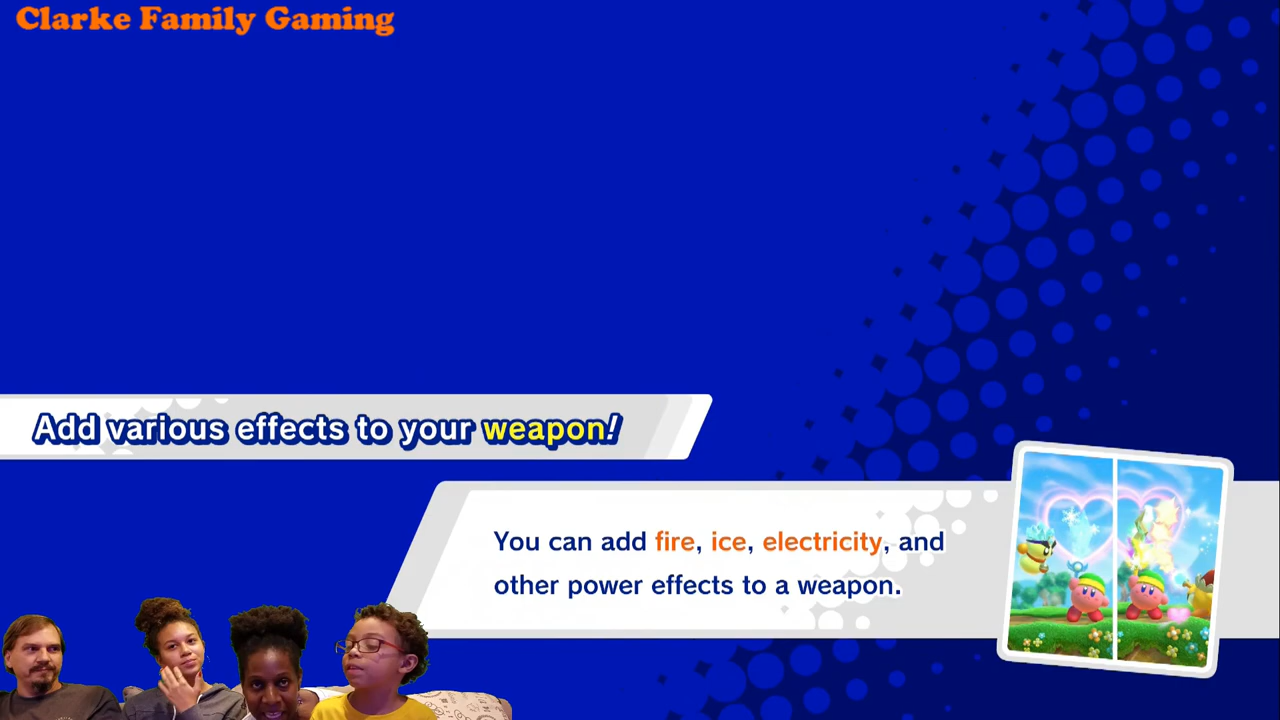 Clarke Family Gaming
Add various effects to your weapon!
You can add fire, ice, electricity, and
other power effects to a weapon.